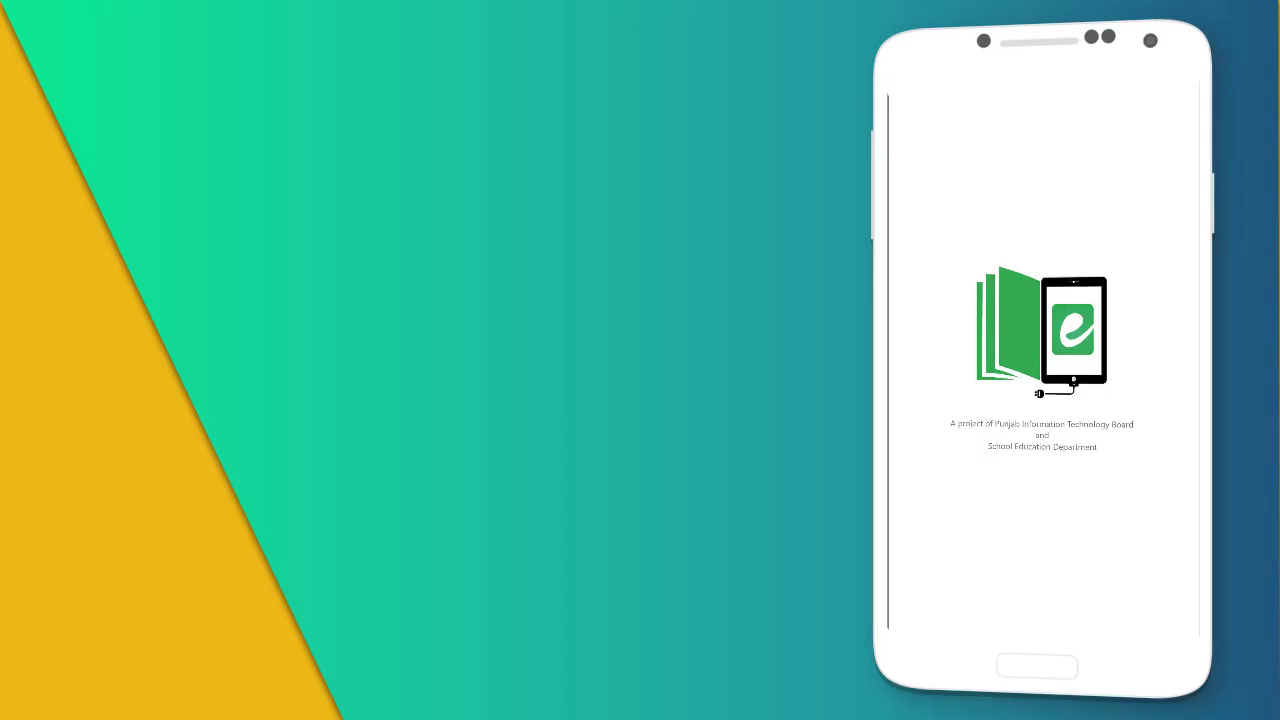 e
A project of Punjab Information Technology Board
and
School Education Department